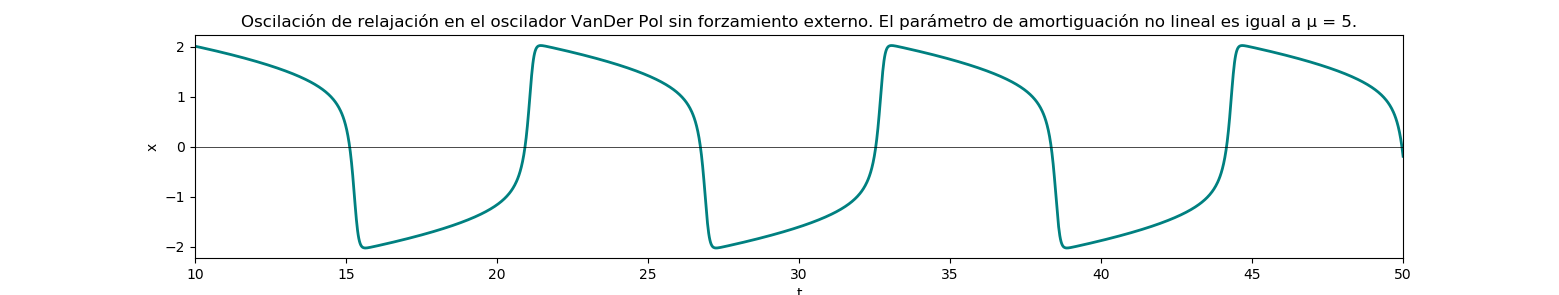 Oscilación de relajación en el oscilador VanDer Pol sin forzamiento externo. El parámetro de amortiguación no lineal es igual a μ = 5.
2
1
0
−1
−2
x
10 15 20 25 30 35 40 45 50
t